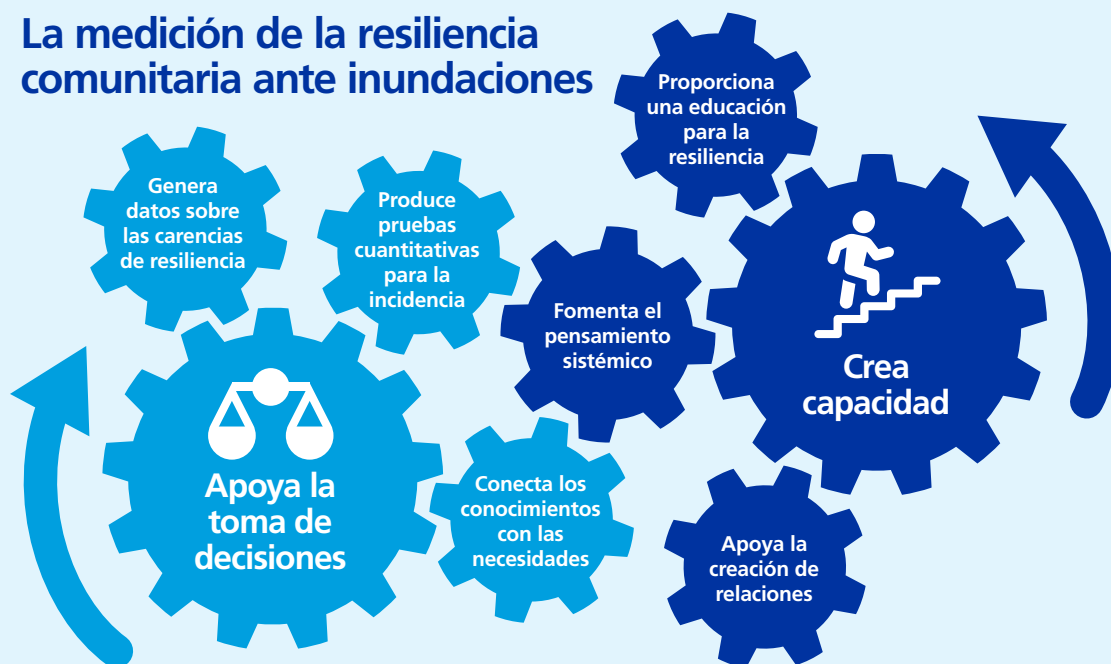 La medición de la resiliencia
comunitaria ante inundaciones
Genera
datos sobre
las carencias
de resiliencia
Produce
pruebas
cuantitativas
para la
incidencia
Apoya la
toma de
decisiones
Conecta los
conocimientos
con las
necesidades
Proporciona
una educación
para la
resiliencia
Fomenta el
pensamiento
sistémico
Crea
capacidad
Apoya la
creación de
relaciones